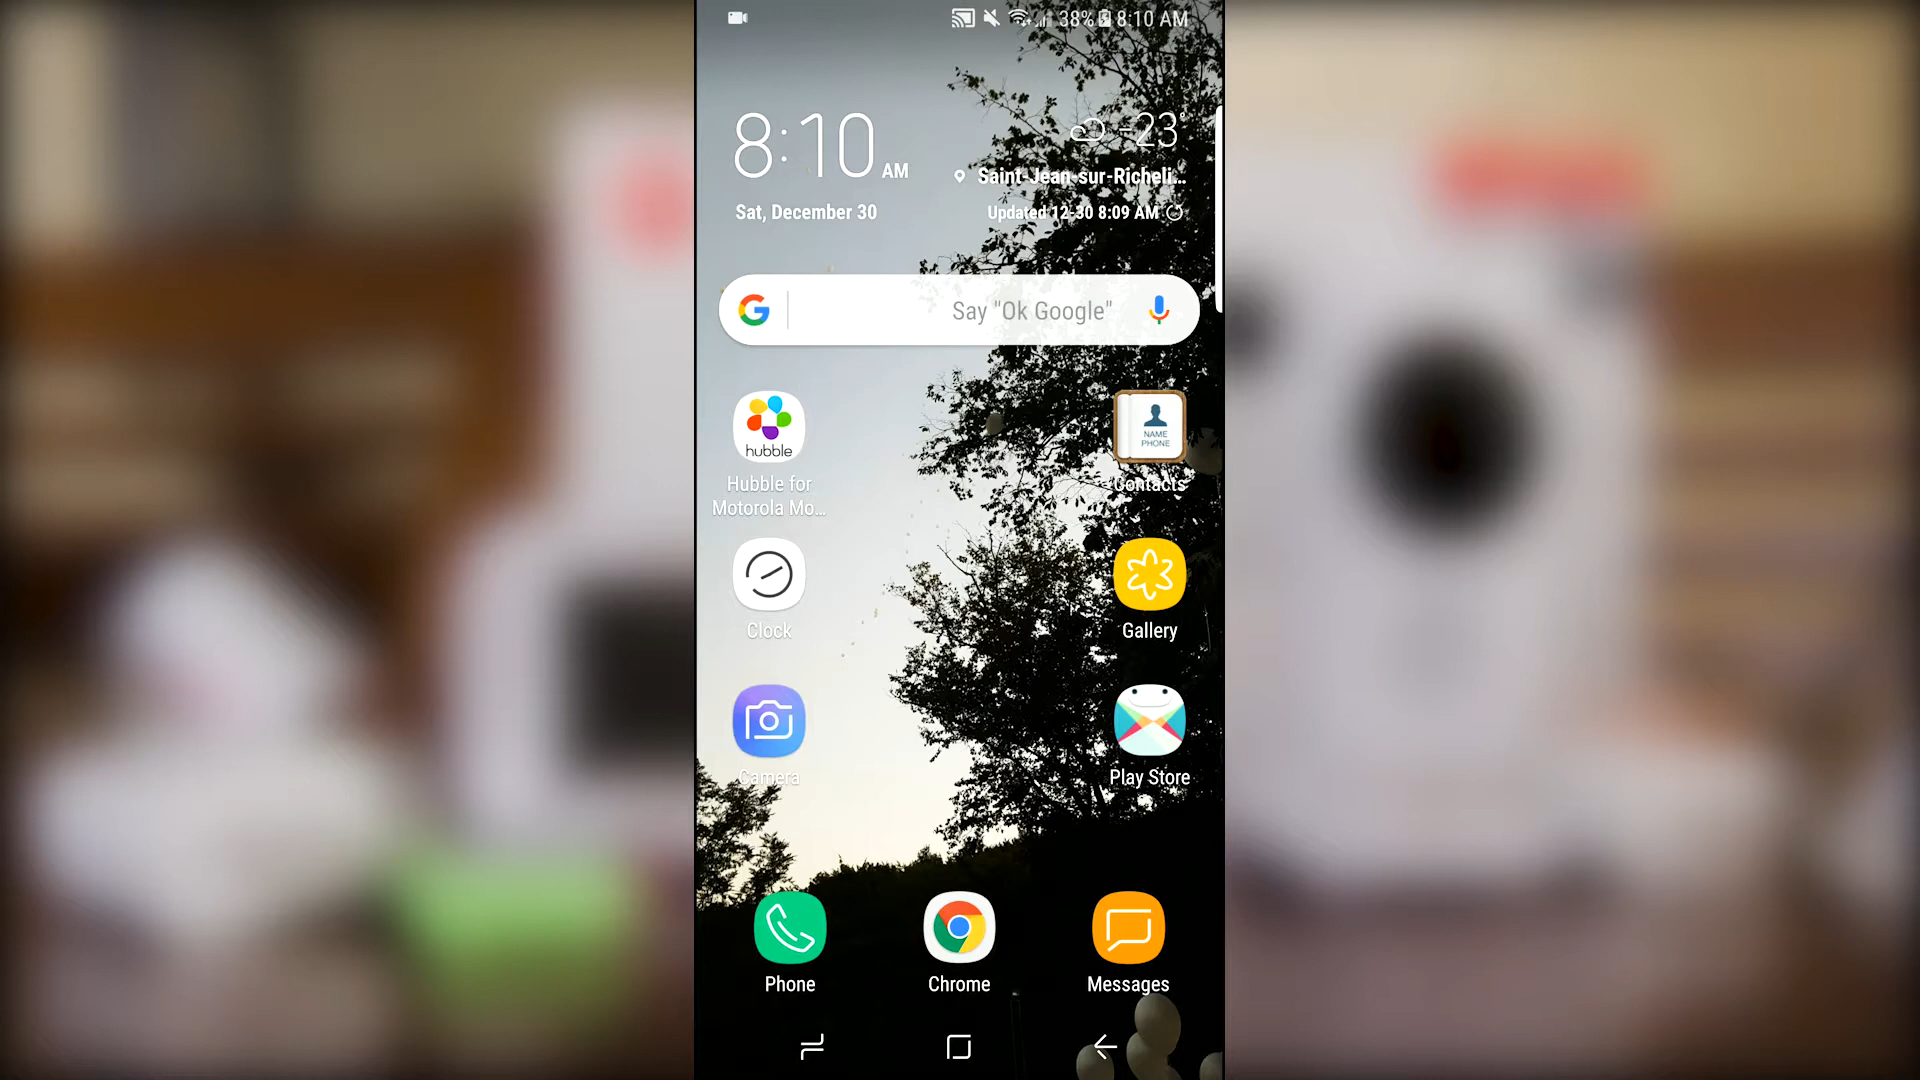 38% 8:10 AM
8:10 AM
-23°
Saint-Jean-sur-Richeli...
Sat, December 30
Updated 12-30 8:09 AM
Say "Ok Google"
hubble
NAME
PHONE
Hubble for
Motorola Mo...
Contacts
Clock
Gallery
Camera
Play Store
Phone
Chrome
Messages